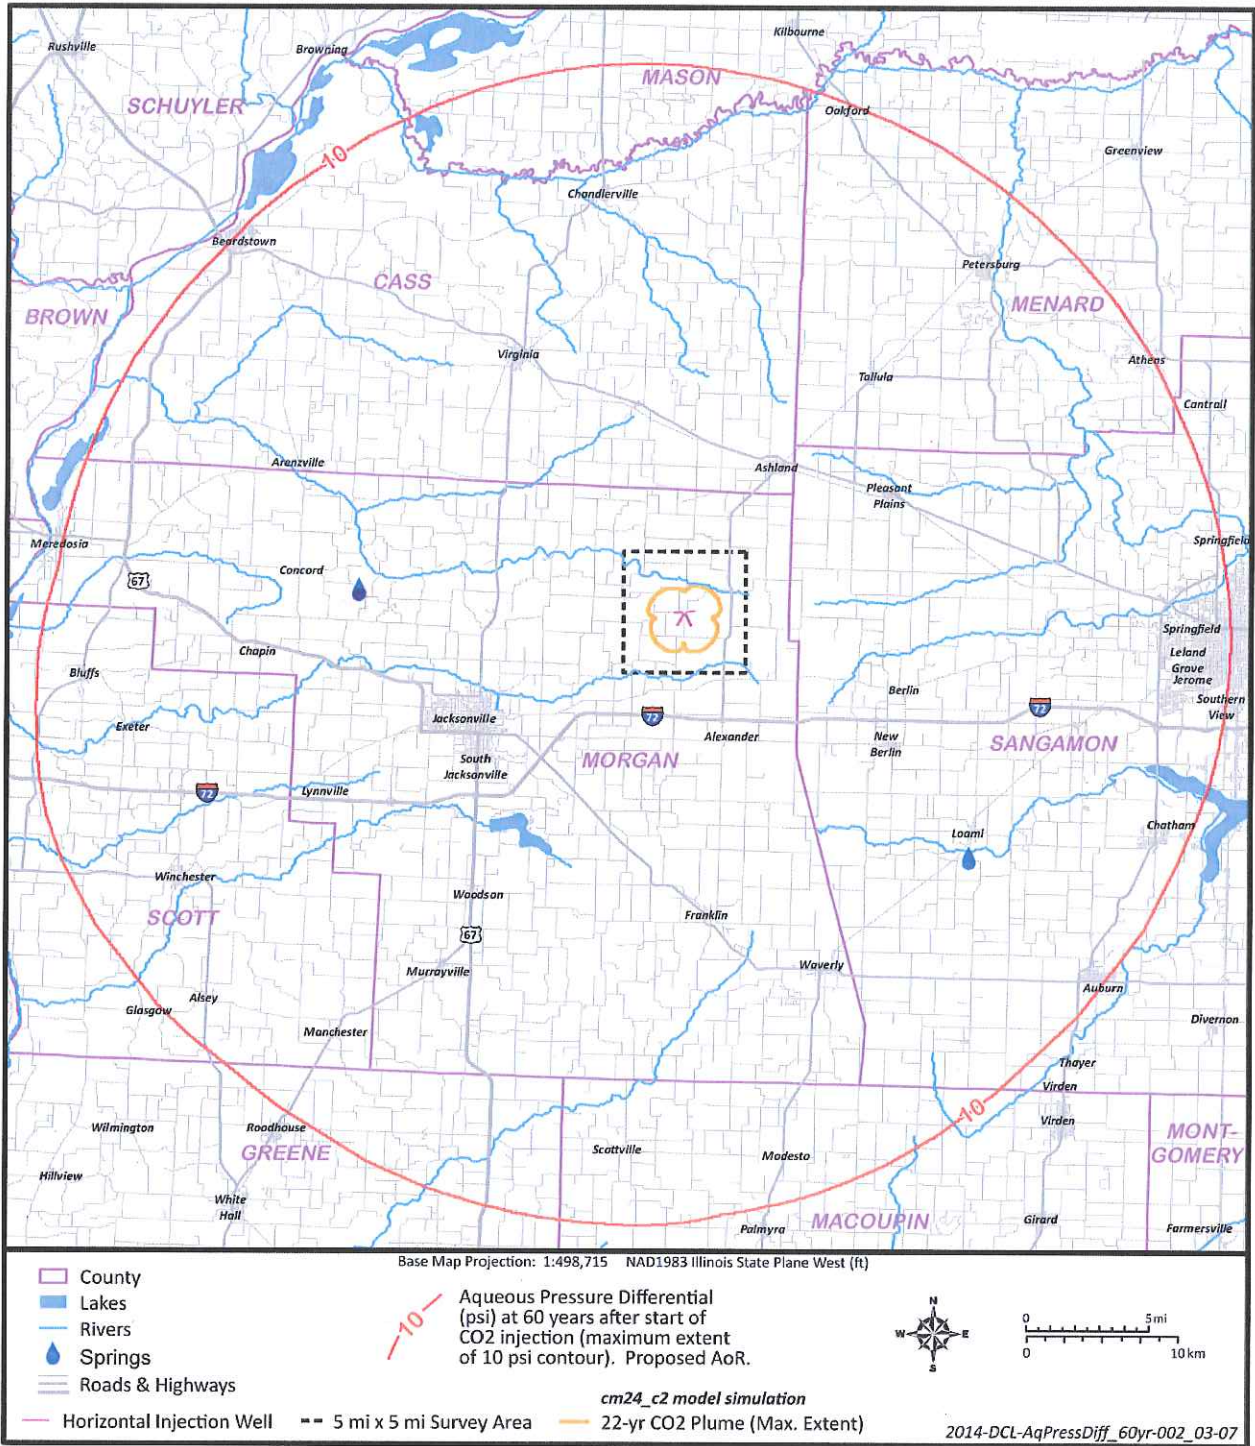 Rushville
Browning
Kilbourne
MASON
SCHUYLER
Oakford
Greenview
10
Chandlerville
Beardstown
Petersburg
CASS
MENARD
BROWN
Virginia
Athens
Tallula
Cantrall
Arenzville
Ashland
Pleasant
Plains
Meredosia
Springfield
Concord
67
Springfield
Chapin
Leland
Grove
Jerome
Bluffs
Berlin
Southern
View
Exeter
Jacksonville
72
72
Alexander
New
Berlin
SANGAMON
MORGAN
South
Jacksonville
72
Lynnville
Chatham
Loami
Winchester
Woodson
SCOTT
Franklin
67
Waverly
Murrayville
Auburn
Alsey
Glasgow
Divernon
Manchester
Thayer
Virden
10
Wilmington
Roodhouse
Virden
MONT-
GOMERY
GREENE
Scottville
Modesto
Hillview
White
Hall
Palmyra
MACOUPIN
Girard
Farmersville
Base Map Projection: 1:498,715 NAD1983 Illinois State Plane West (ft)
County
Lakes
Rivers
Springs
Roads & Highways
Horizontal Injection Well
10
Aqueous Pressure Differential
(psi) at 60 years after start of
CO2 injection (maximum extent
of 10 psi contour). Proposed AoR.
cm24_c2 model simulation
5 mi x 5 mi Survey Area
22-yr CO2 Plume (Max. Extent)
N
W
E
S
0 5 mi
0 10 km
2014-DCL-AqPressDiff_60yr-002_03-07